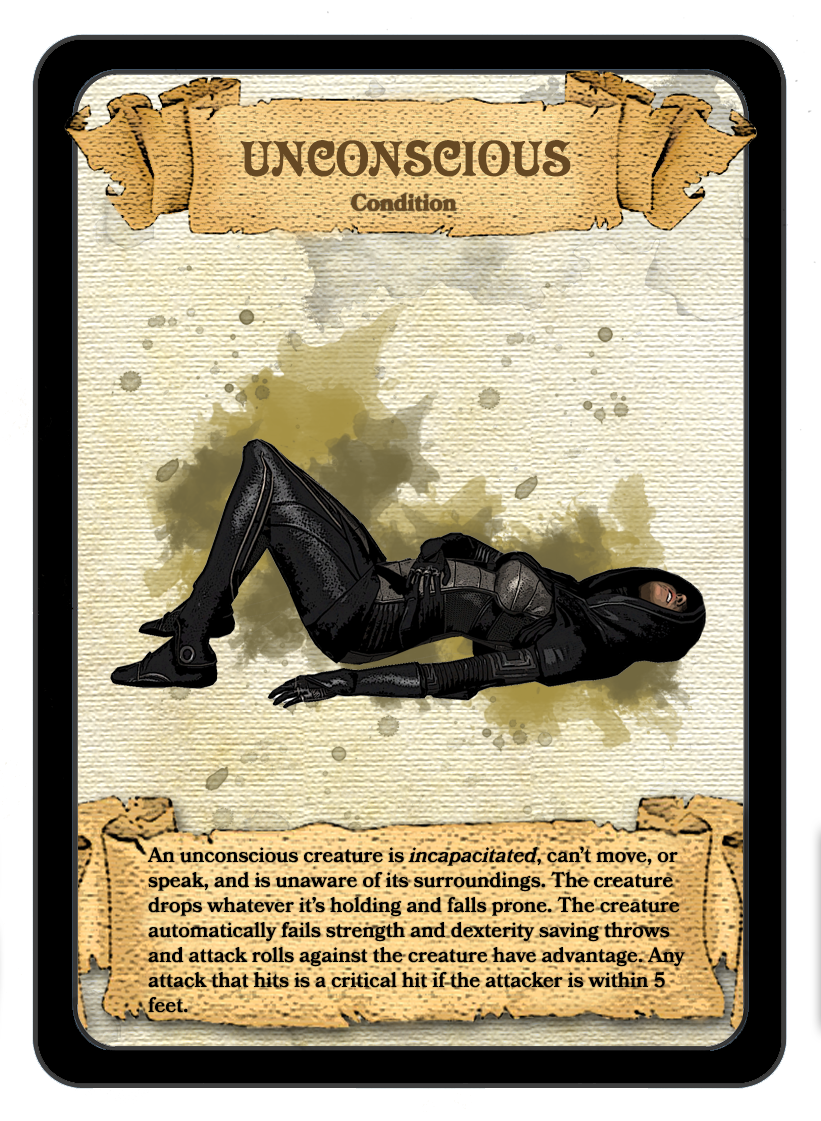 UNCONSCIOUS
Condition
An unconscious creature is incapacitated, can't move, or
speak, and is unaware of its surroundings. The creature
drops whatever it's holding and falls prone. The creature
automatically fails strength and dexterity saving throws
and attack rolls against the creature have advantage. Any
attack that hits is a critical hit if the attacker is within 5
feet.